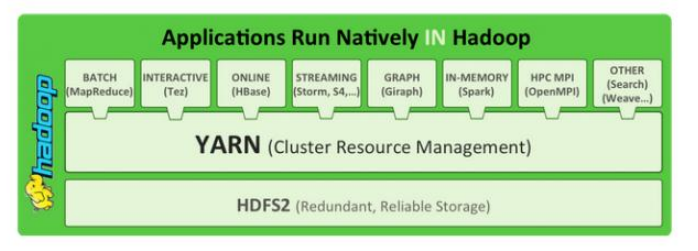 Applications Run Natively IN Hadoop
hadoop
BATCH
(MapReduce)
INTERACTIVE
(Tez)
ONLINE
(HBase)
STREAMING
(Storm, S4,...)
GRAPH
(Giraph)
IN-MEMORY
(Spark)
HPC MPI
(OpenMPI)
OTHER
(Search)
(Weave...)
YARN (Cluster Resource Management)
HDFS2 (Redundant, Reliable Storage)